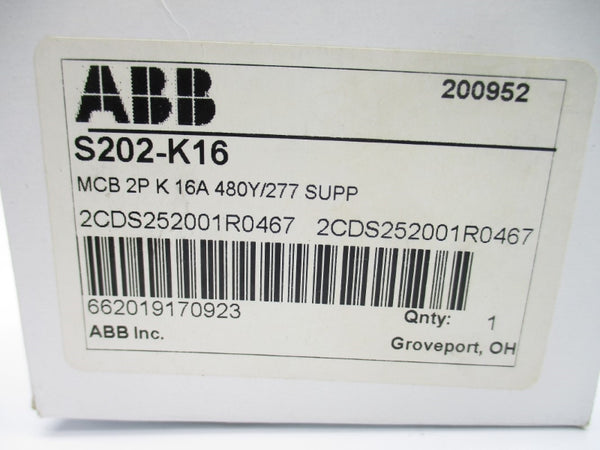 ABB 200952
S202-K16
MCB 2P K 16A 480Y/277 SUPP
2CDS252001R0467 2CDS252001R0467
662019170923 Qnty: 1
ABB Inc. Groveport, OH